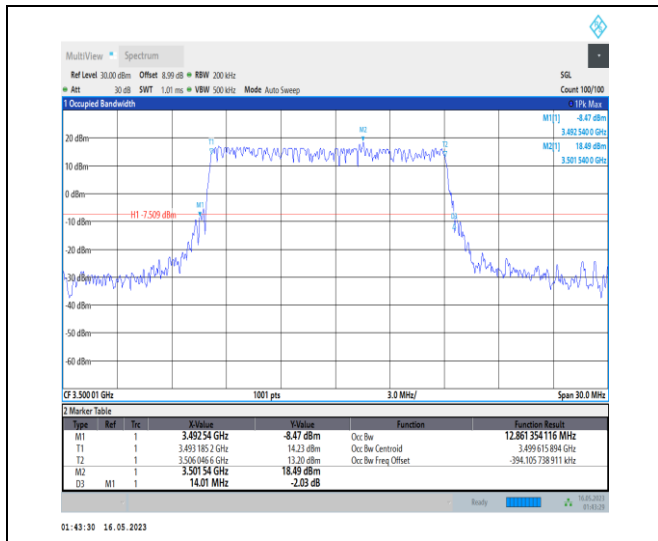 MultiView Spectrum
Ref Level 30.00 dBm Offset 8.99 dB RBW 200 kHz SGL
Att 30 dB SWT 1.01 ms VBW 500 kHz Mode Auto Sweep Count 100/100
1 Occupied Bandwidth 1Pk Max
M1[1] -8.47 dBm
3.492 540 0 GHz
M2[1] 18.49 dBm
3.501 540 0 GHz
M2
T1
T2
20 dBm
10 dBm
0 dBm
M1
H1 -7.509 dBm
D3
-10 dBm
-20 dBm
-30 dBm
-40 dBm
-50 dBm
-60 dBm
CF 3.500 01 GHz 1001 pts 3.0 MHz/ Span 30.0 MHz
2 Marker Table
Type Ref Trc X-Value Y-Value Function Function Result
M1 1 3.492 54 GHz -8.47 dBm Occ Bw 12.861 354 116 MHz
T1 1 3.493 185 2 GHz 14.23 dBm Occ Bw Centroid 3.499 615 894 GHz
T2 1 3.506 046 6 GHz 13.20 dBm Occ Bw Freq Offset -394.105 738 911 kHz
M2 1 3.501 54 GHz 18.49 dBm
D3 M1 1 14.01 MHz -2.03 dB
Ready 16.05.2023
01:43:29
01:43:30 16.05.2023